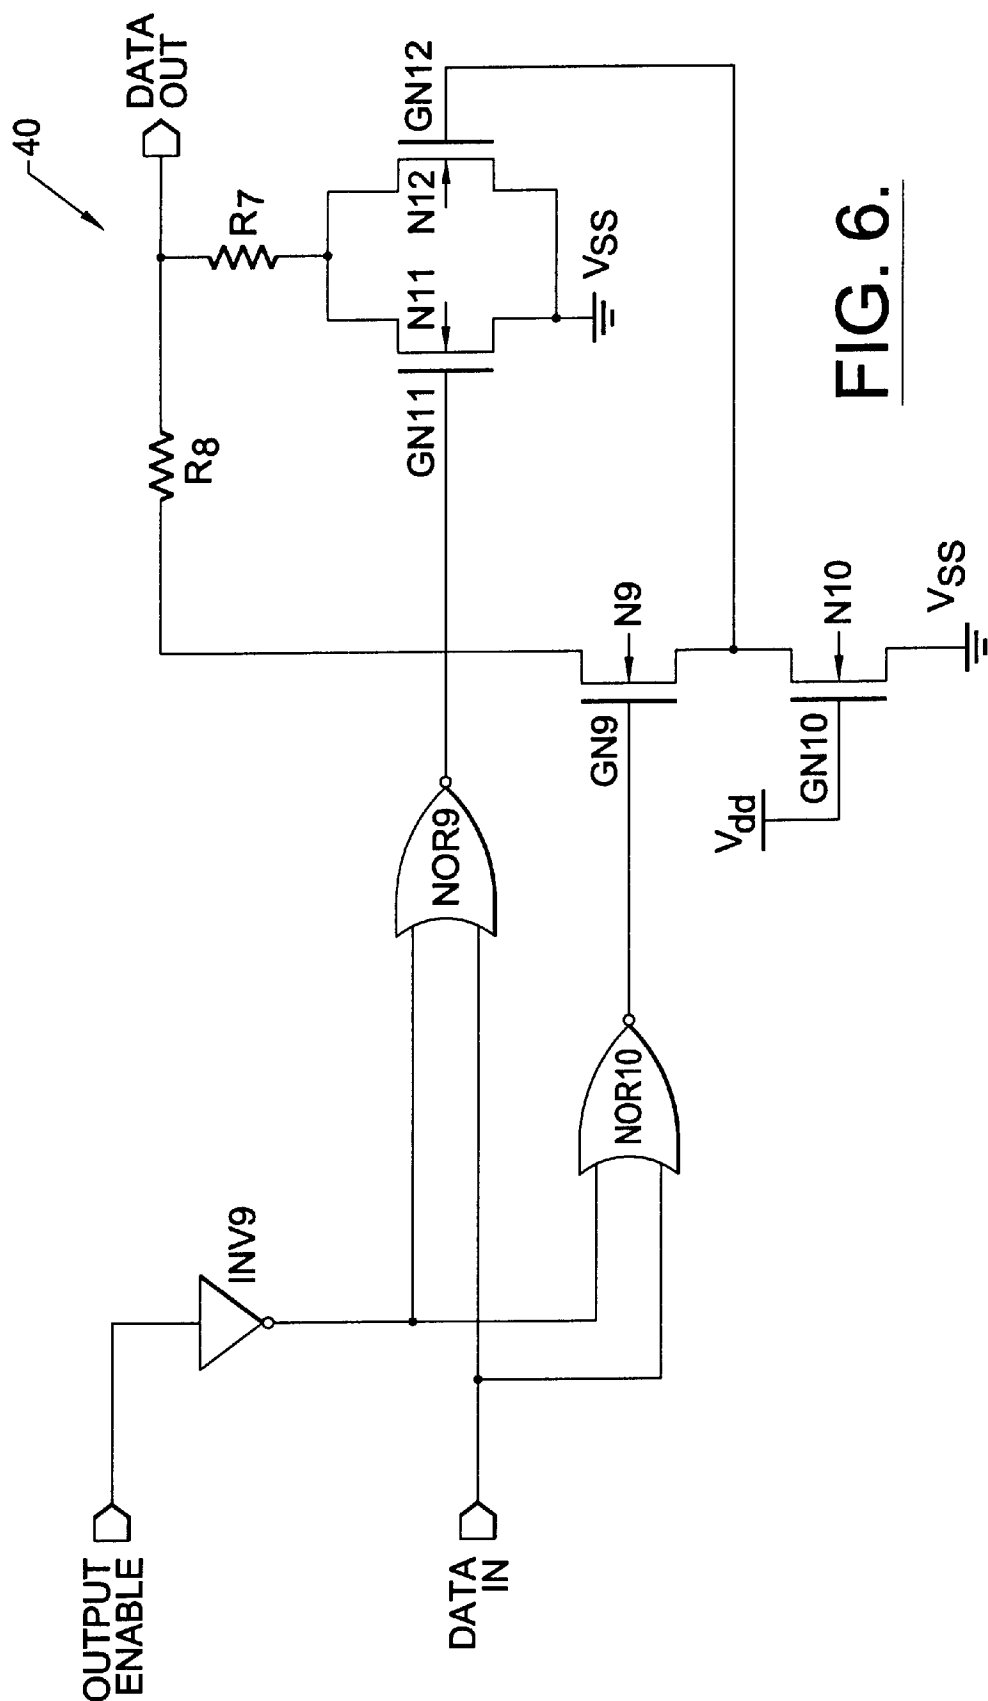 40
DATA
OUT
R7
R8
GN12
N12
N11
GN11
VSS
N9
GN9
N10
GN10
VSS
Vdd
NOR9
NOR10
INV9
OUTPUT
ENABLE
DATA
IN
FIG. 6.